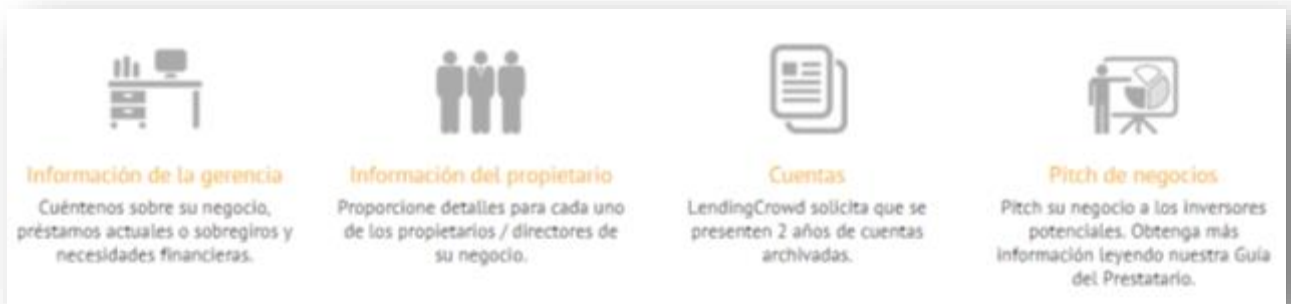 Información de la gerencia
Cuéntenos sobre su negocio,
préstamos actuales o sobregiros y
necesidades financieras.
Información del propietario
Proporcione detalles para cada uno
de los propietarios / directores de
su negocio.
Cuentas
LendingCrowd solicita que se
presenten 2 años de cuentas
archivadas.
Pitch de negocios
Pitch su negocio a los inversores
potenciales. Obtenga más
información leyendo nuestra Guía
del Prestatario.